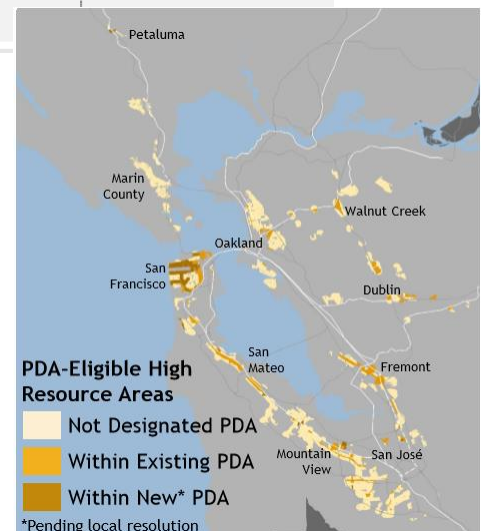 Petaluma
Marin
County
Walnut Creek
Oakland
San
Francisco
Dublin
San
Mateo
Fremont
PDA-Eligible High
Resource Areas
Not Designated PDA
Within Existing PDA
Mountain
View
San José
Within New* PDA
*Pending local resolution